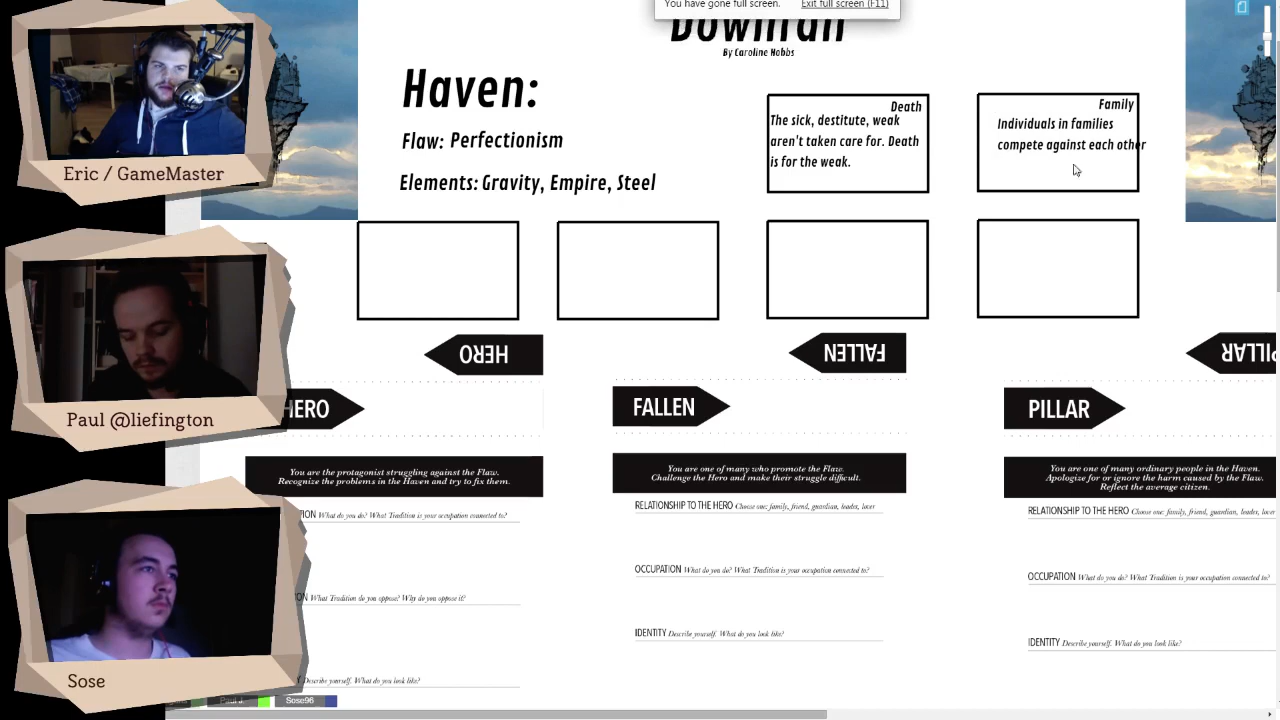 You have gone full screen. Exit full screen (F11)
Downfall
By Caroline Hobbs
Haven:
Flaw: Perfectionism
Elements: Gravity, Empire, Steel
Death
The sick, destitute, weak
aren't taken care for. Death
is for the weak.
Family
Individuals in families
compete against each other
HERO
FALLEN
PILLAR
HERO
FALLEN
PILLAR
You are the protagonist struggling against the Flaw.
Recognize the problems in the Haven and try to fix them.
You are one of many who promote the Flaw.
Challenge the Hero and make their struggle difficult.
You are one of many ordinary people in the Haven.
Apologize for or ignore the harm caused by the Flaw.
Reflect the average citizen.
TION What do you do? What Tradition is your occupation connected to?
RELATIONSHIP TO THE HERO Choose one: family, friend, guardian, leader, lover
RELATIONSHIP TO THE HERO Choose one: family, friend, guardian, leader, lover
OCCUPATION What do you do? What Tradition is your occupation connected to?
OCCUPATION What do you do? What Tradition is your occupation connected to?
ON What Tradition do you oppose? Why do you oppose it?
IDENTITY Describe yourself. What do you look like?
IDENTITY Describe yourself. What do you look like?
Y Describe yourself. What do you look like?
Eric / GameMaster
Paul @liefington
Sose
Paul J.
Sose96